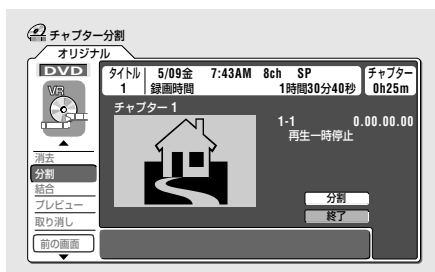 チャプター分割
オリジナル
DVD
VR
タイトル 5/09金 7:43AM 8ch SP チャプター
1 録画時間 1時間30分40秒 0h25m
チャプター 1
1-1 0.00.00.00
再生一時停止
消去
分割
結合
プレビュー
取り消し
前の画面
分割
終了